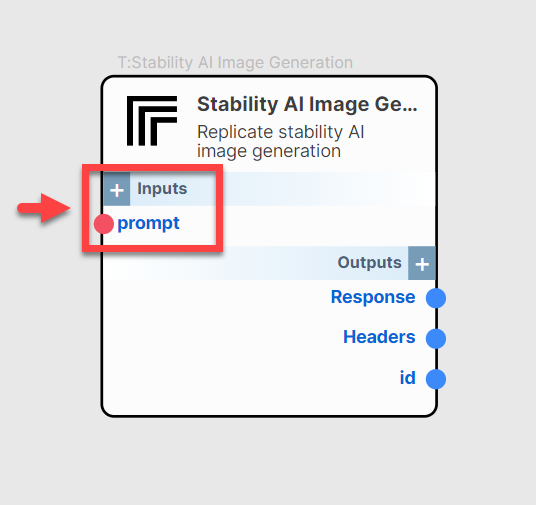 T:Stability AI Image Generation
Stability AI Image Ge...
Replicate stability AI
image generation
+ Inputs
prompt
Outputs +
Response
Headers
id